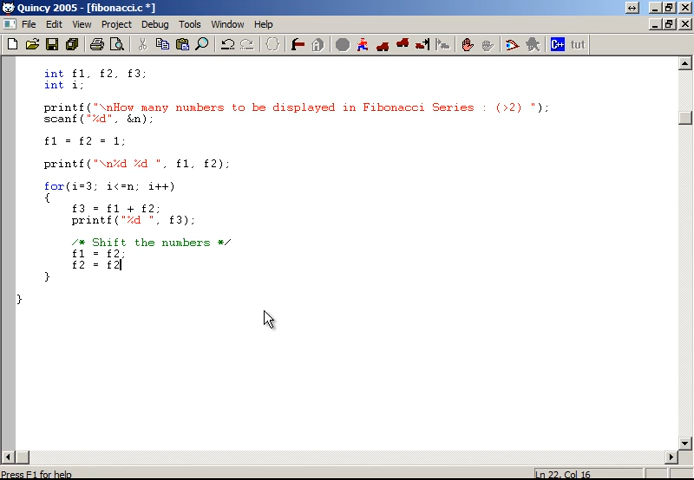 Quincy 2005 - [fibonacci.c *]
File Edit View Project Debug Tools Window Help
C++ tut
int f1, f2, f3;
int i;
printf("\nHow many numbers to be displayed in Fibonacci Series : (>2) ");
scanf("%d", &n);
f1 = f2 = 1;
printf("\n%d %d ", f1, f2);
for(i=3; i<=n; i++)
{
f3 = f1 + f2;
printf("%d ", f3);
/* Shift the numbers */
f1 = f2;
f2 = f2
}
}
Press F1 for help
Ln 22, Col 16